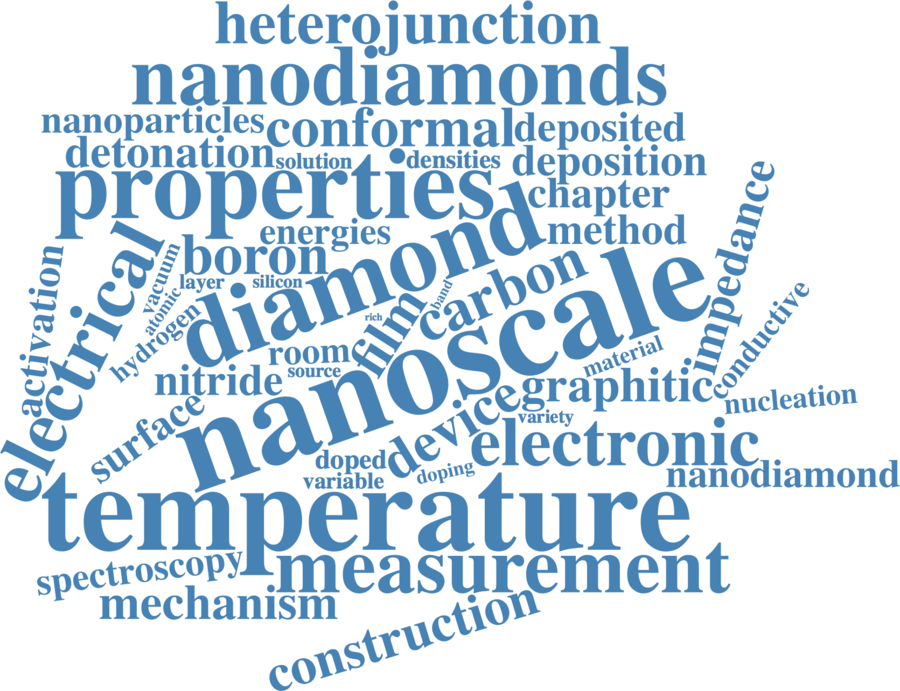 heterojunction
nanodiamonds
nanoparticles
conformal
deposited
detonation
solution
densities
deposition
properties
chapter
diamond
energies
method
impedance
boron
electrical
vacuum
activation
layer
silicon
carbon
band
atomic
hydrogen
rich
film
nanoscale
conductive
room
source
material
nitride
graphitic
nucleation
surface
device
variety
electronic
doped
doping
nanodiamond
variable
temperature
spectroscopy
measurement
mechanism
construction